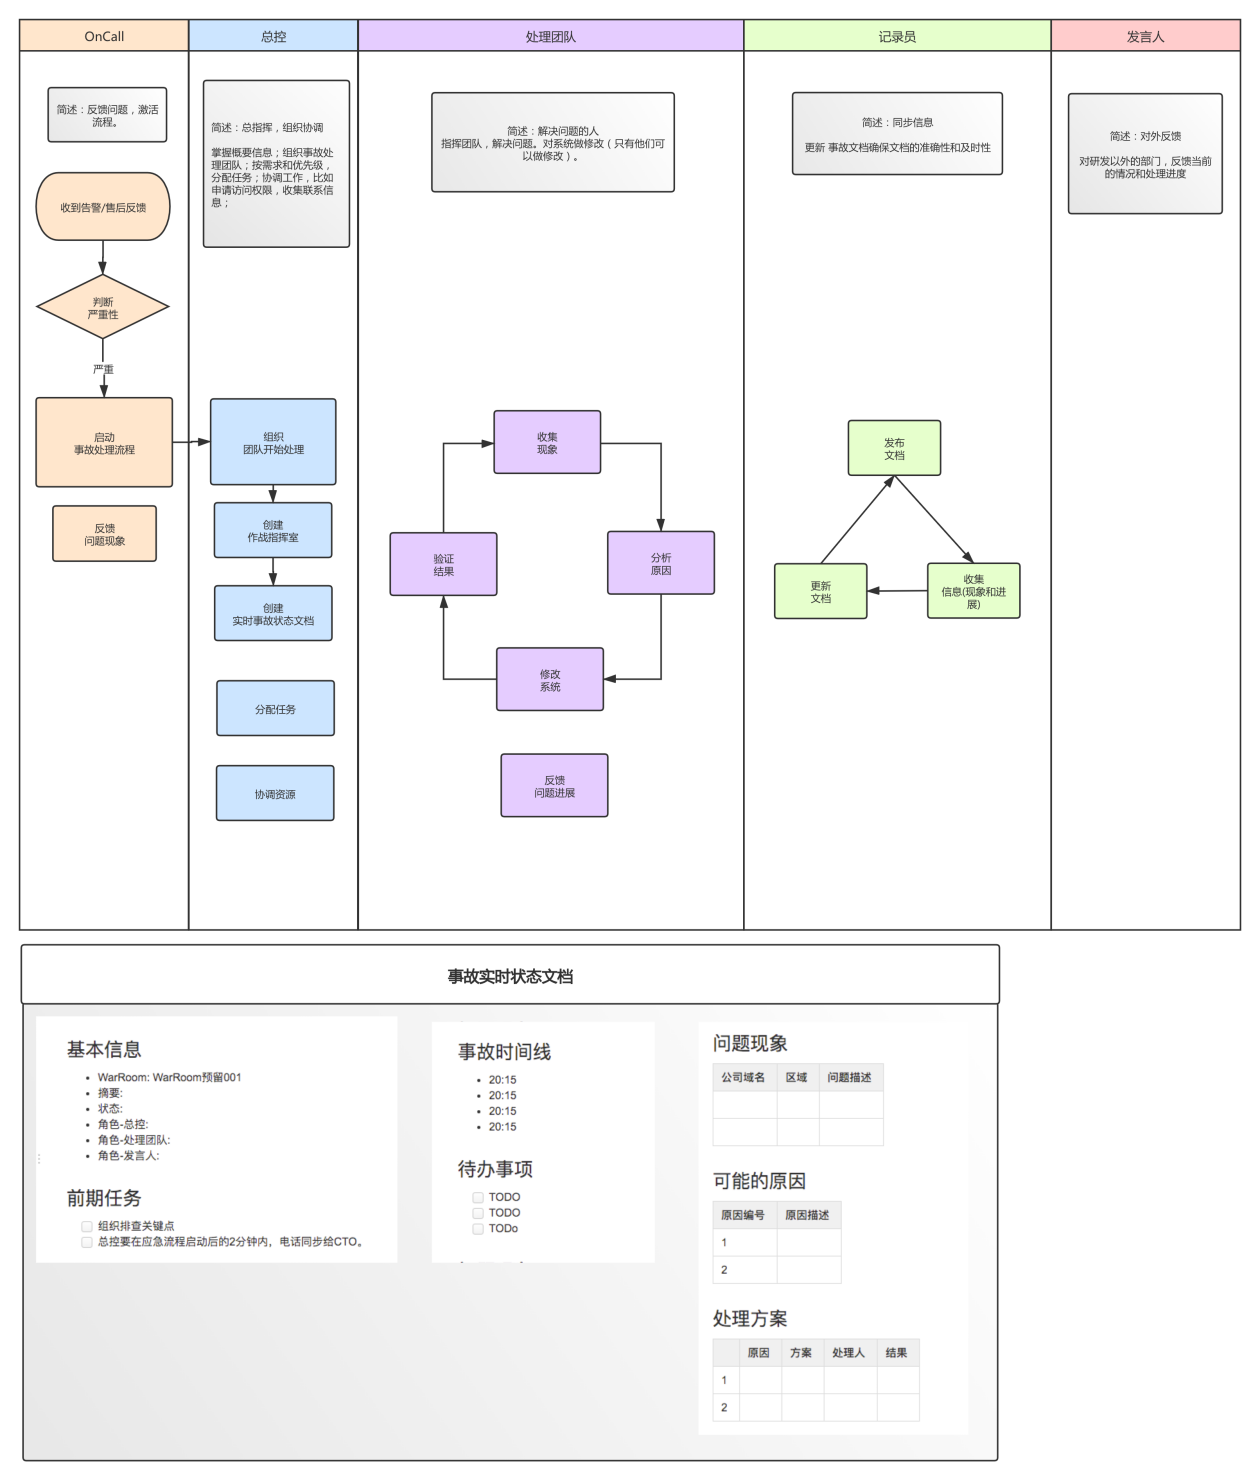 OnCall
总控
处理团队
记录员
发言人
简述：反馈问题，激活
流程。
简述：总指挥，组织协调
掌握概要信息；组织事故处
理团队；按需求和优先级，
分配任务；协调工作，比如
申请访问权限，收集联系信
息；
简述：解决问题的人
指挥团队，解决问题。对系统做修改（只有他们可
以做修改）。
简述：同步信息
更新 事故文档确保文档的准确性和及时性
简述：对外反馈
对研发以外的部门，反馈当前
的情况和处理进度
收到告警/售后反馈
判断
严重性
严重
启动
事故处理流程
反馈
问题现象
组织
团队开始处理
创建
作战指挥室
创建
实时事故状态文档
分配任务
协调资源
收集
现象
分析
原因
修改
系统
验证
结果
反馈
问题进展
发布
文档
收集
信息(现象和进
展)
更新
文档
事故实时状态文档
基本信息
WarRoom: WarRoom预留001
摘要:
状态:
角色-总控:
角色-处理团队:
角色-发言人:
前期任务
组织排查关键点
总控要在应急流程启动后的2分钟内，电话同步给CTO。
事故时间线
20:15
20:15
20:15
20:15
待办事项
TODO
TODO
TODo
问题现象
公司域名 区域 问题描述
可能的原因
原因编号 原因描述
1
2
处理方案
原因 方案 处理人 结果
1
2